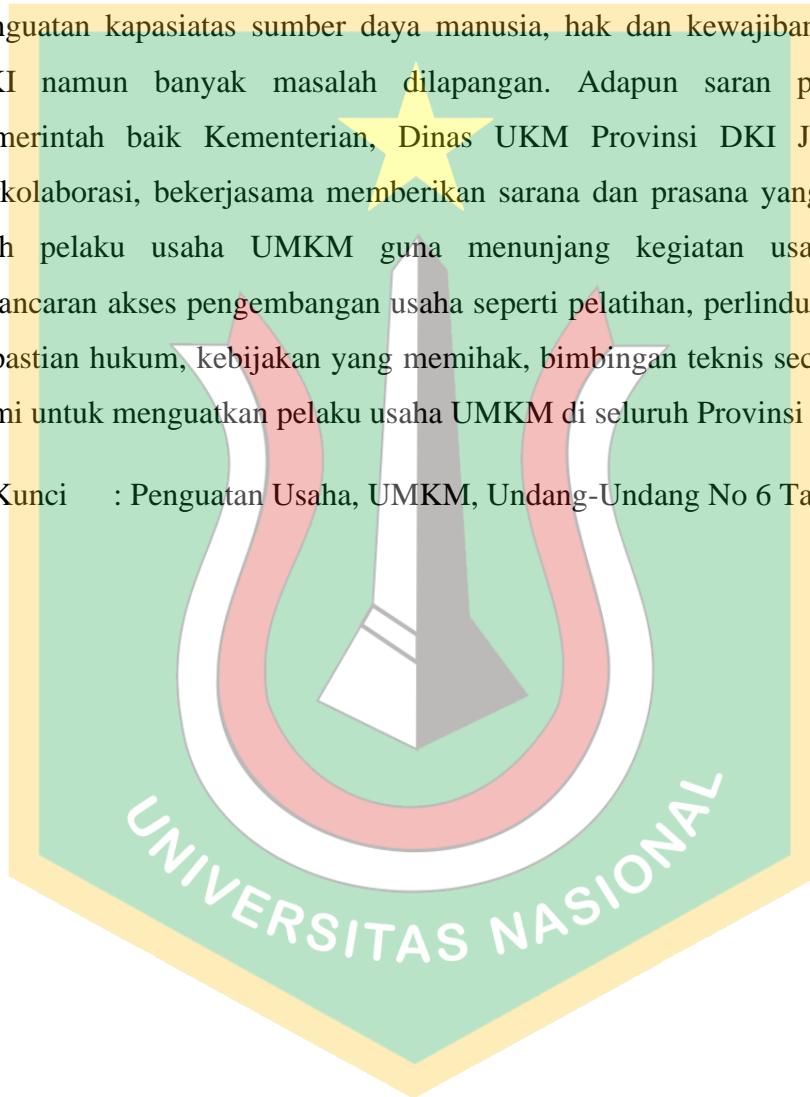 nguatan kapasiatas sumber daya manusia, hak dan kewajiban
KI namun banyak masalah dilapangan. Adapun saran p
merintah baik Kementerian, Dinas UKM Provinsi DKI J
rkolaborasi, bekerjasama memberikan sarana dan prasana yang
h pelaku usaha UMKM guna menunjang kegiatan usa
ancaran akses pengembangan usaha seperti pelatihan, perlindu
pastian hukum, kebijakan yang memihak, bimbingan teknis sec
mi untuk menguatkan pelaku usaha UMKM di seluruh Provinsi
Kunci : Penguatan Usaha, UMKM, Undang-Undang No 6 Ta
UNIVERSITAS NASIONAL